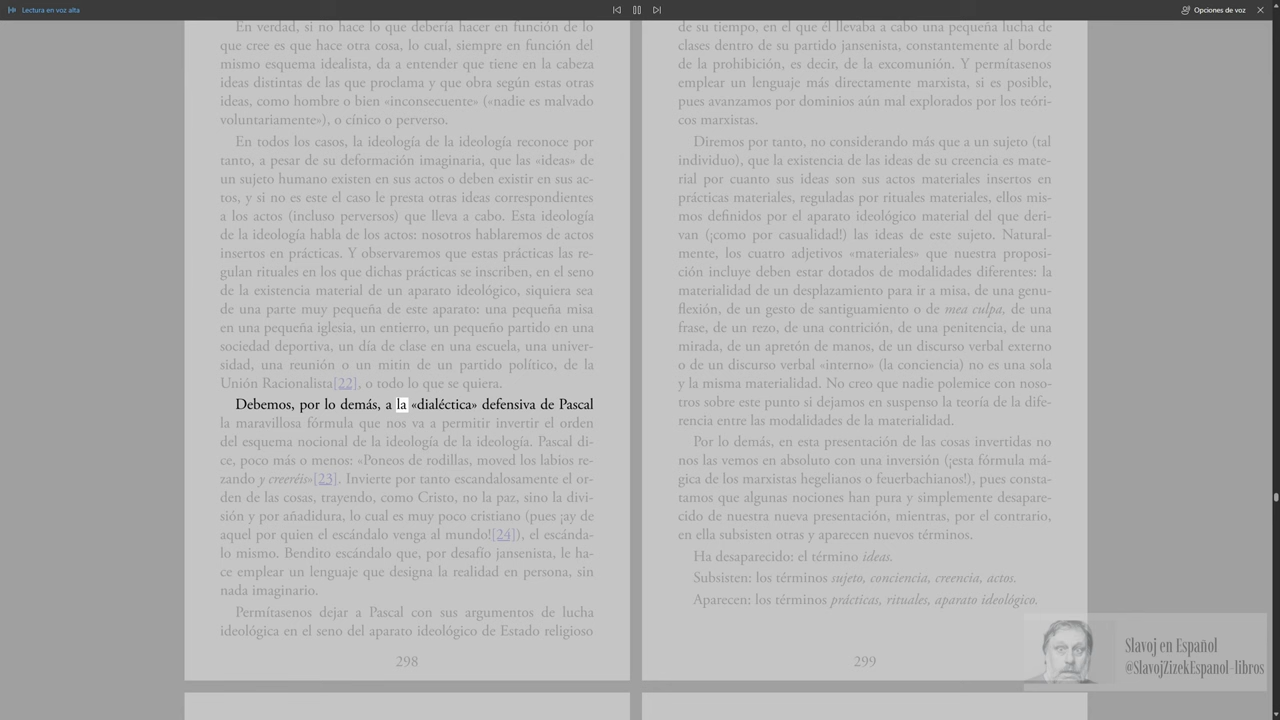 Lectura en voz alta
Opciones de voz
En verdad, si no hace lo que debería hacer en función de lo
que cree es que hace otra cosa, lo cual, siempre en función del
mismo esquema idealista, da a entender que tiene en la cabeza
ideas distintas de las que proclama y que obra según estas otras
ideas, como hombre o bien «inconsecuente» («nadie es malvado
voluntariamente»), o cínico o perverso.
En todos los casos, la ideología de la ideología reconoce por
tanto, a pesar de su deformación imaginaria, que las «ideas» de
un sujeto humano existen en sus actos o deben existir en sus ac-
tos, y si no es este el caso le presta otras ideas correspondientes
a los actos (incluso perversos) que lleva a cabo. Esta ideología
de la ideología habla de los actos: nosotros hablaremos de actos
insertos en prácticas. Y observaremos que estas prácticas las re-
gulan rituales en los que dichas prácticas se inscriben, en el seno
de la existencia material de un aparato ideológico, siquiera sea
de una parte muy pequeña de este aparato: una pequeña misa
en una pequeña iglesia, un entierro, un pequeño partido en una
sociedad deportiva, un día de clase en una escuela, una univer-
sidad, una reunión o un mitin de un partido político, de la
Unión Racionalista[22], o todo lo que se quiera.
Debemos, por lo demás, a la «dialéctica» defensiva de Pascal
la maravillosa fórmula que nos va a permitir invertir el orden
del esquema nocional de la ideología de la ideología. Pascal di-
ce, poco más o menos: «Poneos de rodillas, moved los labios re-
zando y creeréis»[23]. Invierte por tanto escandalosamente el or-
den de las cosas, trayendo, como Cristo, no la paz, sino la divi-
sión y por añadidura, lo cual es muy poco cristiano (pues ¡ay de
aquel por quien el escándalo venga al mundo![24]), el escánda-
lo mismo. Bendito escándalo que, por desafío jansenista, le ha-
ce emplear un lenguaje que designa la realidad en persona, sin
nada imaginario.
Permítasenos dejar a Pascal con sus argumentos de lucha
ideológica en el seno del aparato ideológico de Estado religioso
298
de su tiempo, en el que él llevaba a cabo una pequeña lucha de
clases dentro de su partido jansenista, constantemente al borde
de la prohibición, es decir, de la excomunión. Y permítasenos
emplear un lenguaje más directamente marxista, si es posible,
pues avanzamos por dominios aún mal explorados por los teóri-
cos marxistas.
Diremos por tanto, no considerando más que a un sujeto (tal
individuo), que la existencia de las ideas de su creencia es mate-
rial por cuanto sus ideas son sus actos materiales insertos en
prácticas materiales, reguladas por rituales materiales, ellos mis-
mos definidos por el aparato ideológico material del que deri-
van (¡como por casualidad!) las ideas de este sujeto. Natural-
mente, los cuatro adjetivos «materiales» que nuestra proposi-
ción incluye deben estar dotados de modalidades diferentes: la
materialidad de un desplazamiento para ir a misa, de una genu-
flexión, de un gesto de santiguamiento o de mea culpa, de una
frase, de un rezo, de una contrición, de una penitencia, de una
mirada, de un apretón de manos, de un discurso verbal externo
o de un discurso verbal «interno» (la conciencia) no es una sola
y la misma materialidad. No creo que nadie polemice con noso-
tros sobre este punto si dejamos en suspenso la teoría de la dife-
rencia entre las modalidades de la materialidad.
Por lo demás, en esta presentación de las cosas invertidas no
nos las vemos en absoluto con una inversión (¡esta fórmula má-
gica de los marxistas hegelianos o feuerbachianos!), pues consta-
tamos que algunas nociones han pura y simplemente desapare-
cido de nuestra nueva presentación, mientras, por el contrario,
en ella subsisten otras y aparecen nuevos términos.
Ha desaparecido: el término ideas.
Subsisten: los términos sujeto, conciencia, creencia, actos.
Aparecen: los términos prácticas, rituales, aparato ideológico.
299
Slavoj en Español
@SlavojZizekEspanol-libros